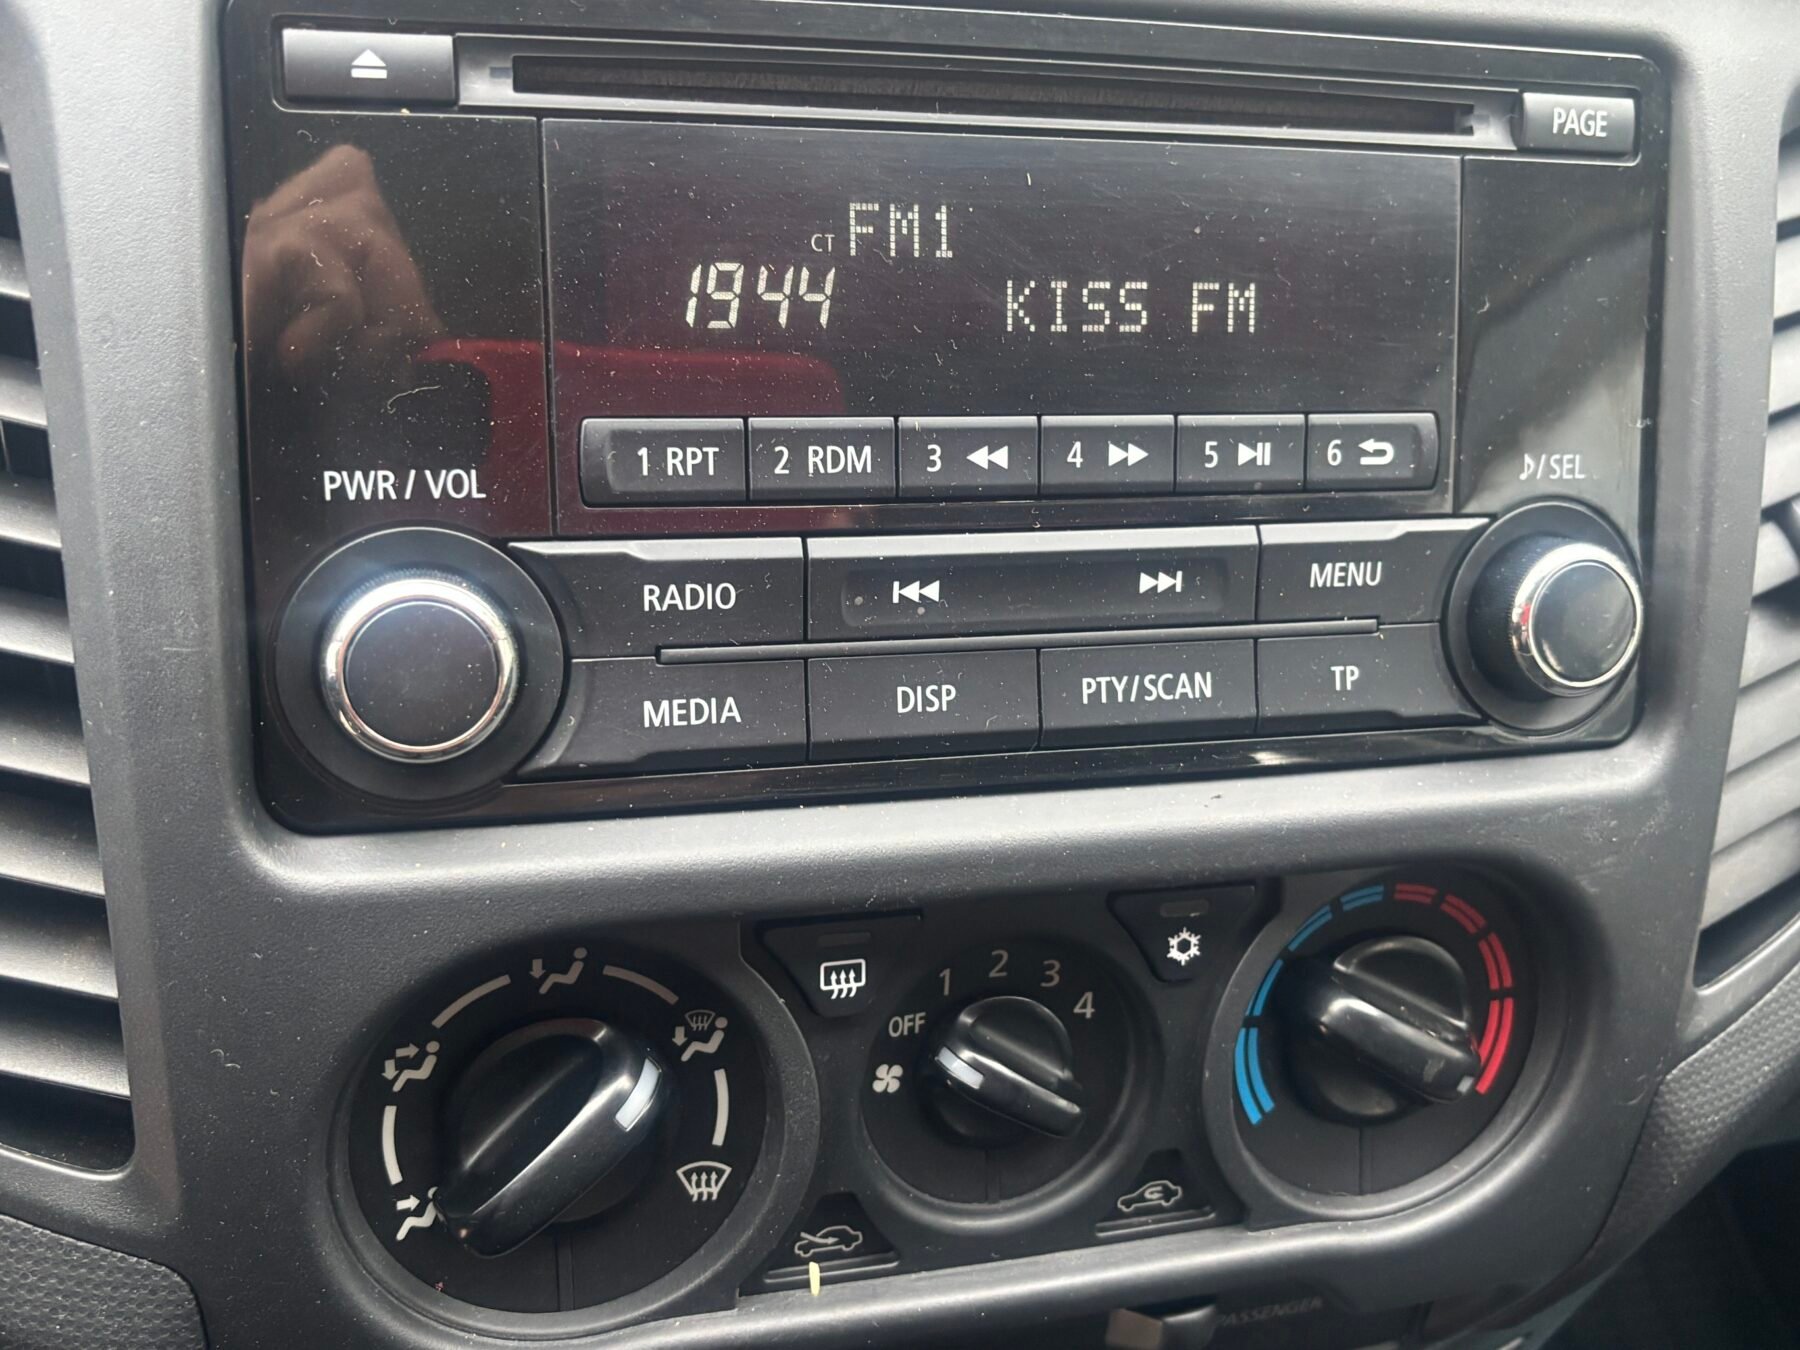 PAGE
CT FM1
1944 KISS FM
1 RPT 2 RDM 3 4 5 6
PWR / VOL
/SEL
RADIO
MENU
MEDIA
DISP
PTY/SCAN
TP
OFF 1 2 3 4
PASSENGER